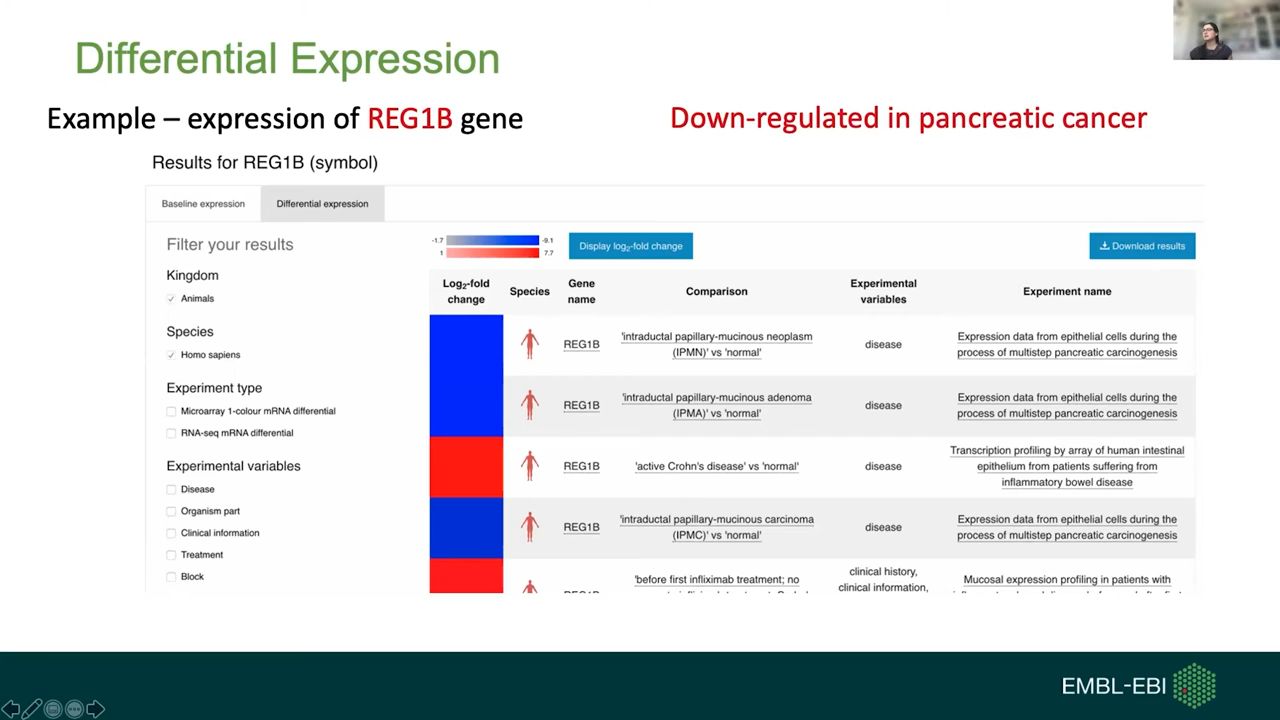 Differential Expression
Example – expression of REG1B gene
Down-regulated in pancreatic cancer
Results for REG1B (symbol)
Baseline expression
Differential expression
Filter your results
Kingdom
Animals
Species
Homo sapiens
Experiment type
Microarray 1-colour mRNA differential
RNA-seq mRNA differential
Experimental variables
Disease
Organism part
Clinical information
Treatment
Block
-1.7
-9.1
1
7.7
Display log2-fold change
Download results
Log2-fold
change
Species
Gene
name
Comparison
Experimental
variables
Experiment name
REG1B
'intraductal papillary-mucinous neoplasm
(IPMN)' vs 'normal'
disease
Expression data from epithelial cells during the
process of multistep pancreatic carcinogenesis
REG1B
'intraductal papillary-mucinous adenoma
(IPMA)' vs 'normal'
disease
Expression data from epithelial cells during the
process of multistep pancreatic carcinogenesis
REG1B
'active Crohn's disease' vs 'normal'
disease
Transcription profiling by array of human intestinal
epithelium from patients suffering from
inflammatory bowel disease
REG1B
'intraductal papillary-mucinous carcinoma
(IPMC)' vs 'normal'
disease
Expression data from epithelial cells during the
process of multistep pancreatic carcinogenesis
'before first infliximab treatment; no
clinical history,
clinical information,
Mucosal expression profiling in patients with
EMBL-EBI